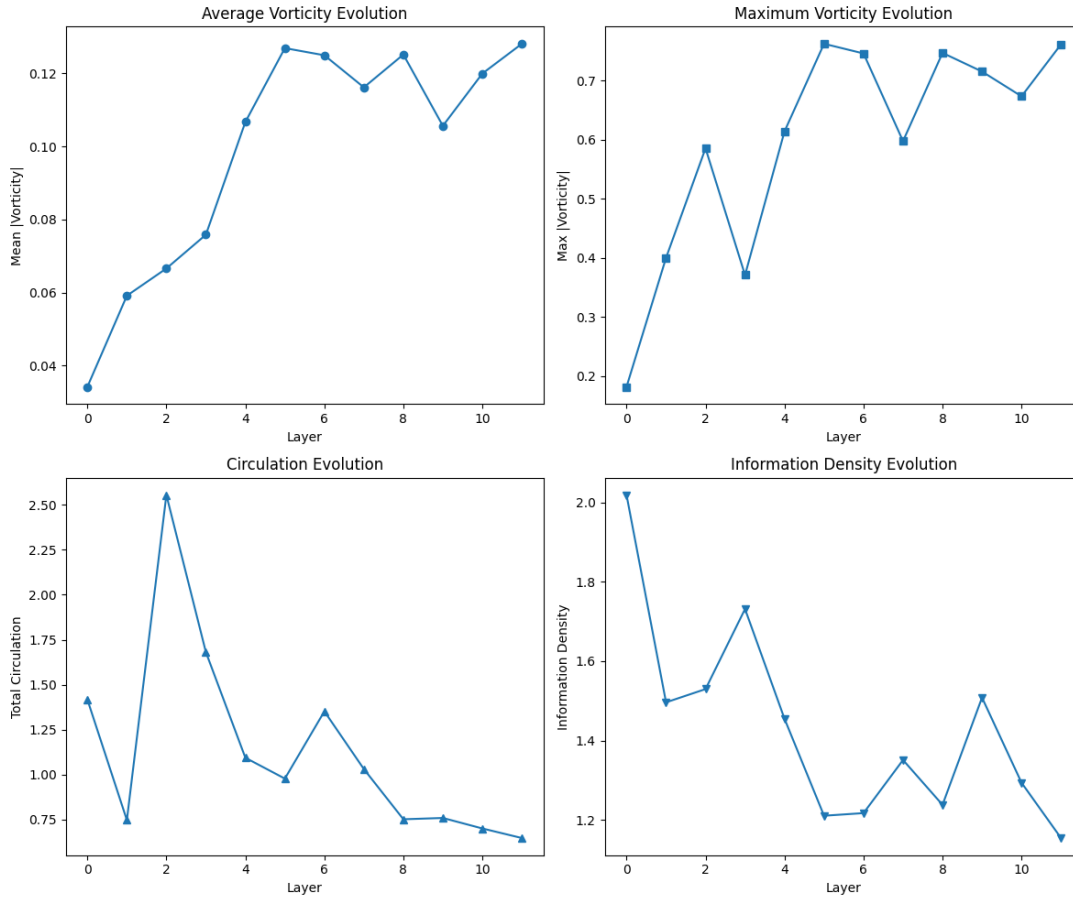 Average Vorticity Evolution
Mean |Vorticity|
0.12
0.10
0.08
0.06
0.04
0 2 4 6 8 10
Layer
Maximum Vorticity Evolution
Max |Vorticity|
0.7
0.6
0.5
0.4
0.3
0.2
0 2 4 6 8 10
Layer
Circulation Evolution
Total Circulation
2.50
2.25
2.00
1.75
1.50
1.25
1.00
0.75
0 2 4 6 8 10
Layer
Information Density Evolution
Information Density
2.0
1.8
1.6
1.4
1.2
0 2 4 6 8 10
Layer